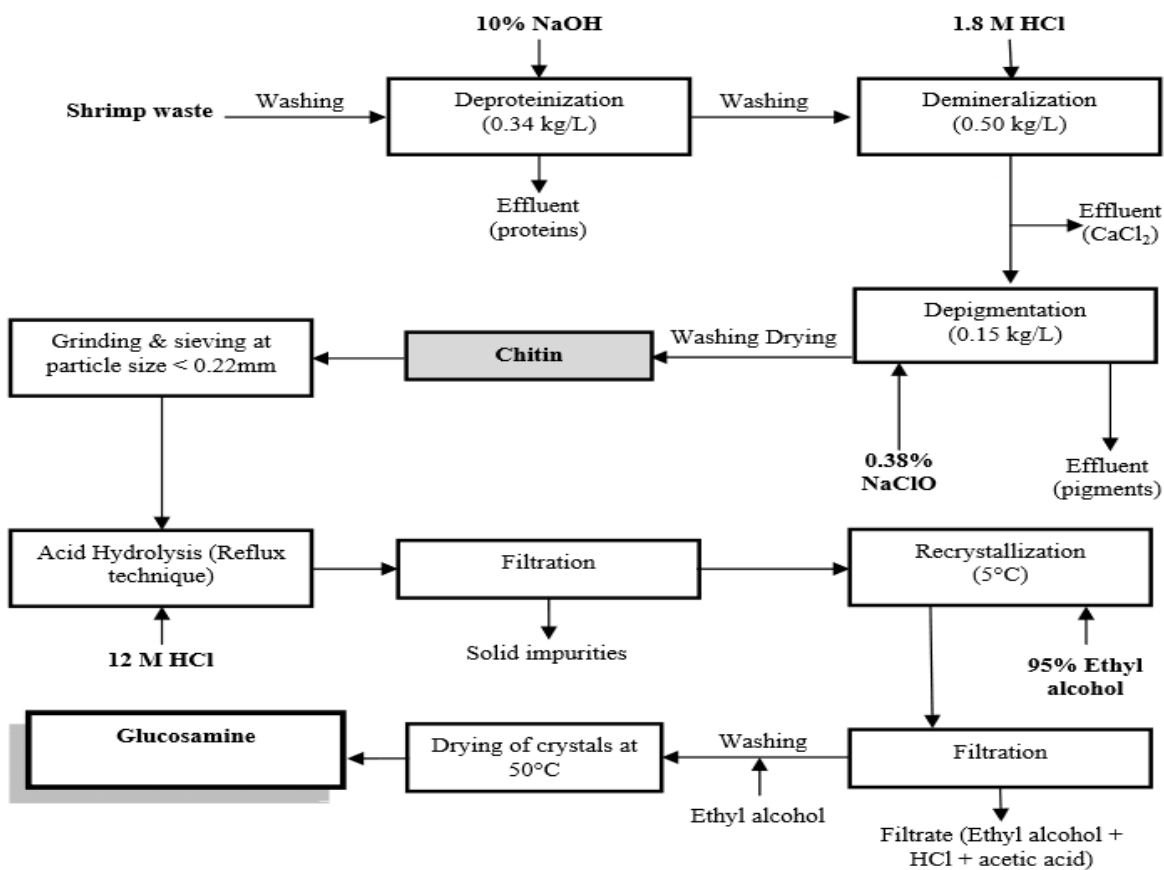 10% NaOH
1.8 M HCl
Shrimp waste
Washing
Deproteinization
(0.34 kg/L)
Washing
Demineralization
(0.50 kg/L)
Effluent
(proteins)
Effluent
(CaCl₂)
Depigmentation
(0.15 kg/L)
Washing Drying
Chitin
Grinding & sieving at
particle size < 0.22mm
0.38%
NaClO
Effluent
(pigments)
Acid Hydrolysis (Reflux
technique)
Filtration
Recrystallization
(5°C)
12 M HCl
Solid impurities
95% Ethyl
alcohol
Filtration
Washing
Ethyl alcohol
Drying of crystals at
50°C
Glucosamine
Filtrate (Ethyl alcohol +
HCl + acetic acid)